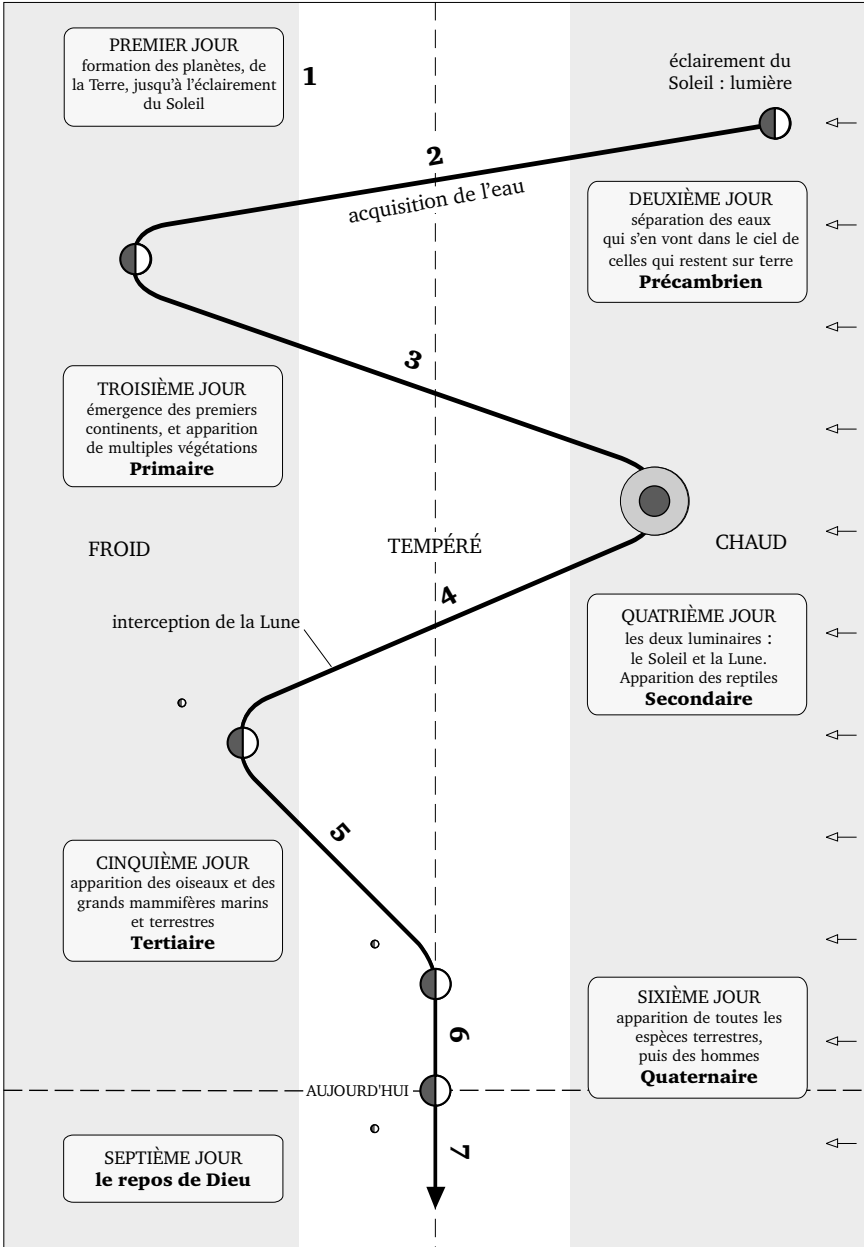 PREMIER JOUR
formation des planètes, de
la Terre, jusqu'à l'éclairement
du Soleil
1
éclairement du
Soleil : lumière
2
acquisition de l'eau
DEUXIÈME JOUR
séparation des eaux
qui s'en vont dans le ciel de
celles qui restent sur terre
Précambrien
3
TROISIÈME JOUR
émergence des premiers
continents, et apparition
de multiples végétations
Primaire
FROID
TEMPÉRÉ
CHAUD
4
interception de la Lune
QUATRIÈME JOUR
les deux luminaires :
le Soleil et la Lune.
Apparition des reptiles
Secondaire
5
CINQUIÈME JOUR
apparition des oiseaux et des
grands mammifères marins
et terrestres
Tertiaire
SIXIÈME JOUR
apparition de toutes les
espèces terrestres,
puis des hommes
Quaternaire
6
AUJOURD'HUI
7
SEPTIÈME JOUR
le repos de Dieu